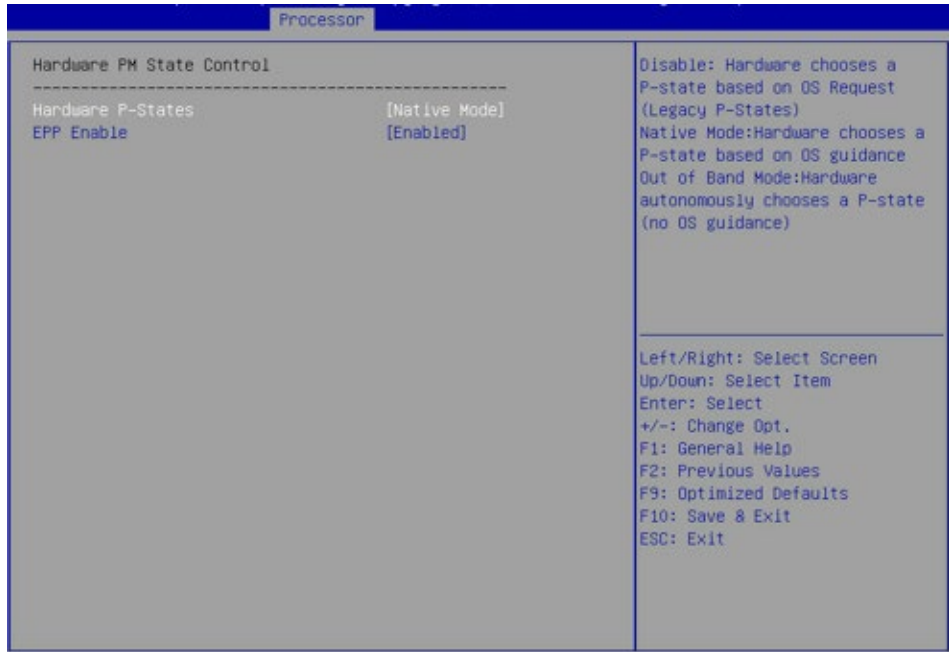 Processor
Hardware PM State Control
--------------------------------------------------
Hardware P-States [Native Mode]
EPP Enable [Enabled]
Disable: Hardware chooses a
P-state based on OS Request
(Legacy P-States)
Native Mode:Hardware chooses a
P-state based on OS guidance
Out of Band Mode:Hardware
autonomously chooses a P-state
(no OS guidance)
Left/Right: Select Screen
Up/Down: Select Item
Enter: Select
+/-: Change Opt.
F1: General Help
F2: Previous Values
F9: Optimized Defaults
F10: Save & Exit
ESC: Exit